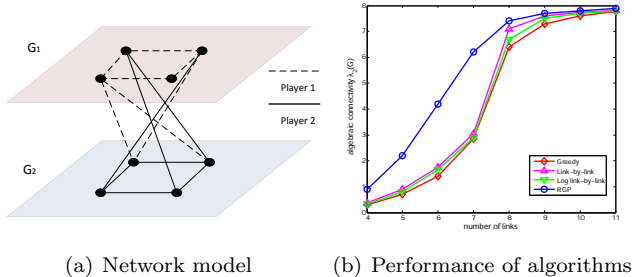 G1
Player 1
Player 2
G2
8
7
6
5
4
3
2
1
0
4
5
6
7
8
9
10
11
algebraic connectivity λ2(G)
number of links
Greedy
Link−by−link
Log link−by−link
RGP
(a) Network model
(b) Performance of algorithms